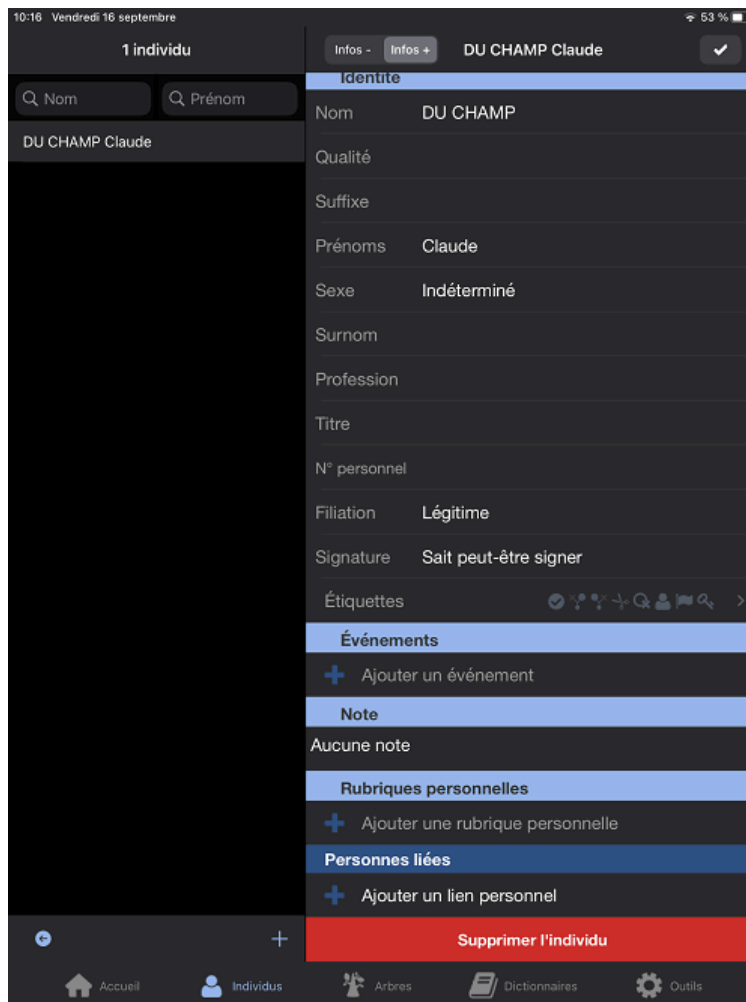 10:16 Vendredi 16 septembre
53 %
1 individu
Nom
Prénom
DU CHAMP Claude
Infos -
Infos +
DU CHAMP Claude
Identité
Nom DU CHAMP
Qualité
Suffixe
Prénoms Claude
Sexe Indéterminé
Surnom
Profession
Titre
N° personnel
Filiation Légitime
Signature Sait peut-être signer
Étiquettes
Événements
Ajouter un événement
Note
Aucune note
Rubriques personnelles
Ajouter une rubrique personnelle
Personnes liées
Ajouter un lien personnel
Supprimer l'individu
Accueil
Individus
Arbres
Dictionnaires
Outils